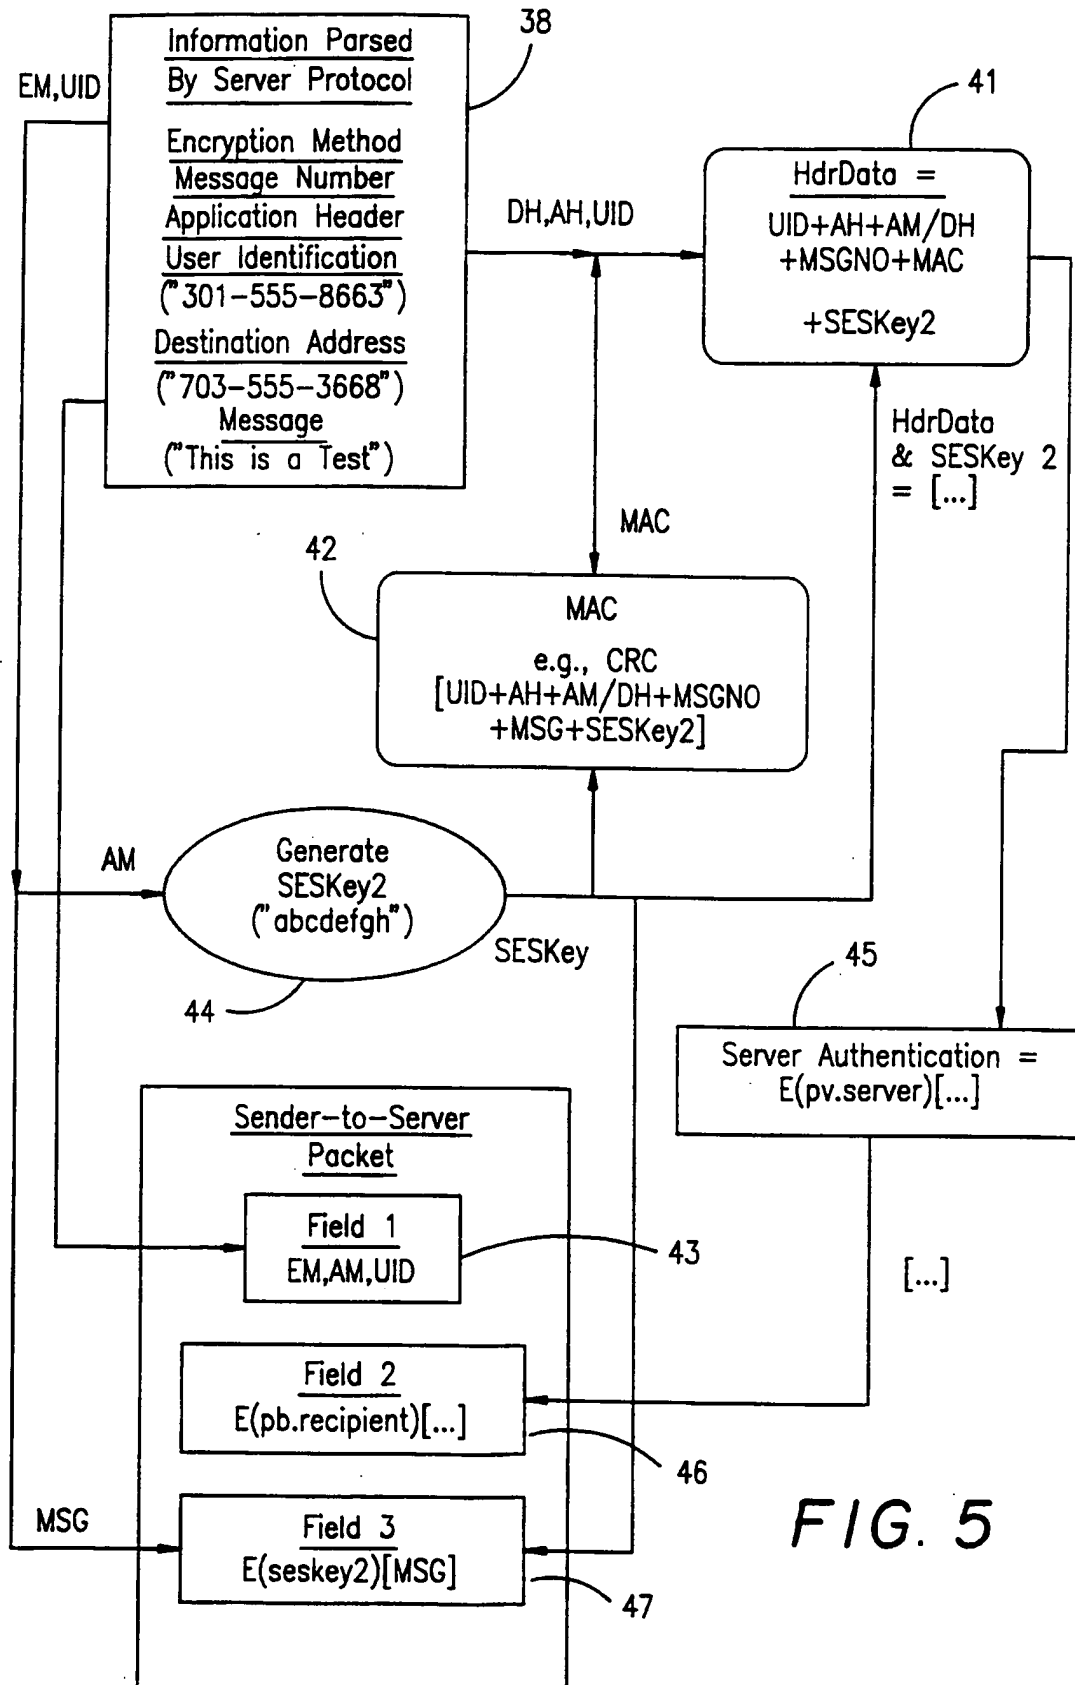 38
Information Parsed
By Server Protocol
Encryption Method
Message Number
Application Header
User Identification
("301-555-8663")
Destination Address
("703-555-3668")
Message
("This is a Test")
EM,UID
DH,AH,UID
41
HdrData =
UID+AH+AM/DH
+MSGNO+MAC
+SESKey2
HdrData
& SESKey 2
= [...]
MAC
42
MAC
e.g., CRC
[UID+AH+AM/DH+MSGNO
+MSG+SESKey2]
AM
Generate
SESKey2
("abcdefgh")
SESKey
44
45
Server Authentication =
E(pv.server)[...]
[...]
Sender-to-Server
Packet
Field 1
EM,AM,UID
43
Field 2
E(pb.recipient)[...]
46
MSG
Field 3
E(seskey2)[MSG]
47
FIG. 5